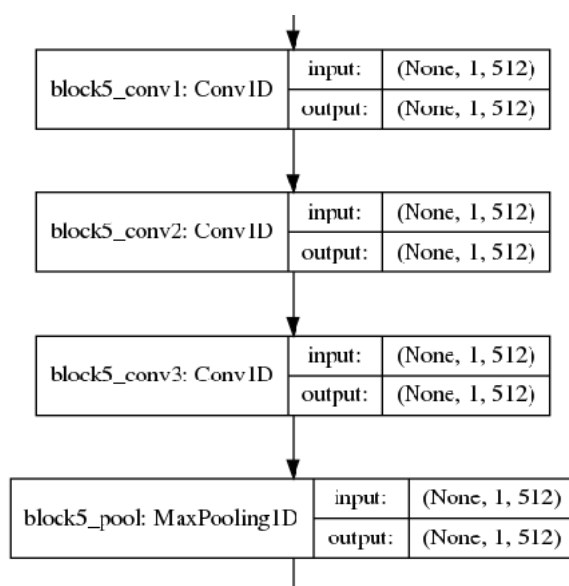 block5_conv1: Conv1D
input: (None, 1, 512)
output: (None, 1, 512)
block5_conv2: Conv1D
input: (None, 1, 512)
output: (None, 1, 512)
block5_conv3: Conv1D
input: (None, 1, 512)
output: (None, 1, 512)
block5_pool: MaxPooling1D
input: (None, 1, 512)
output: (None, 1, 512)